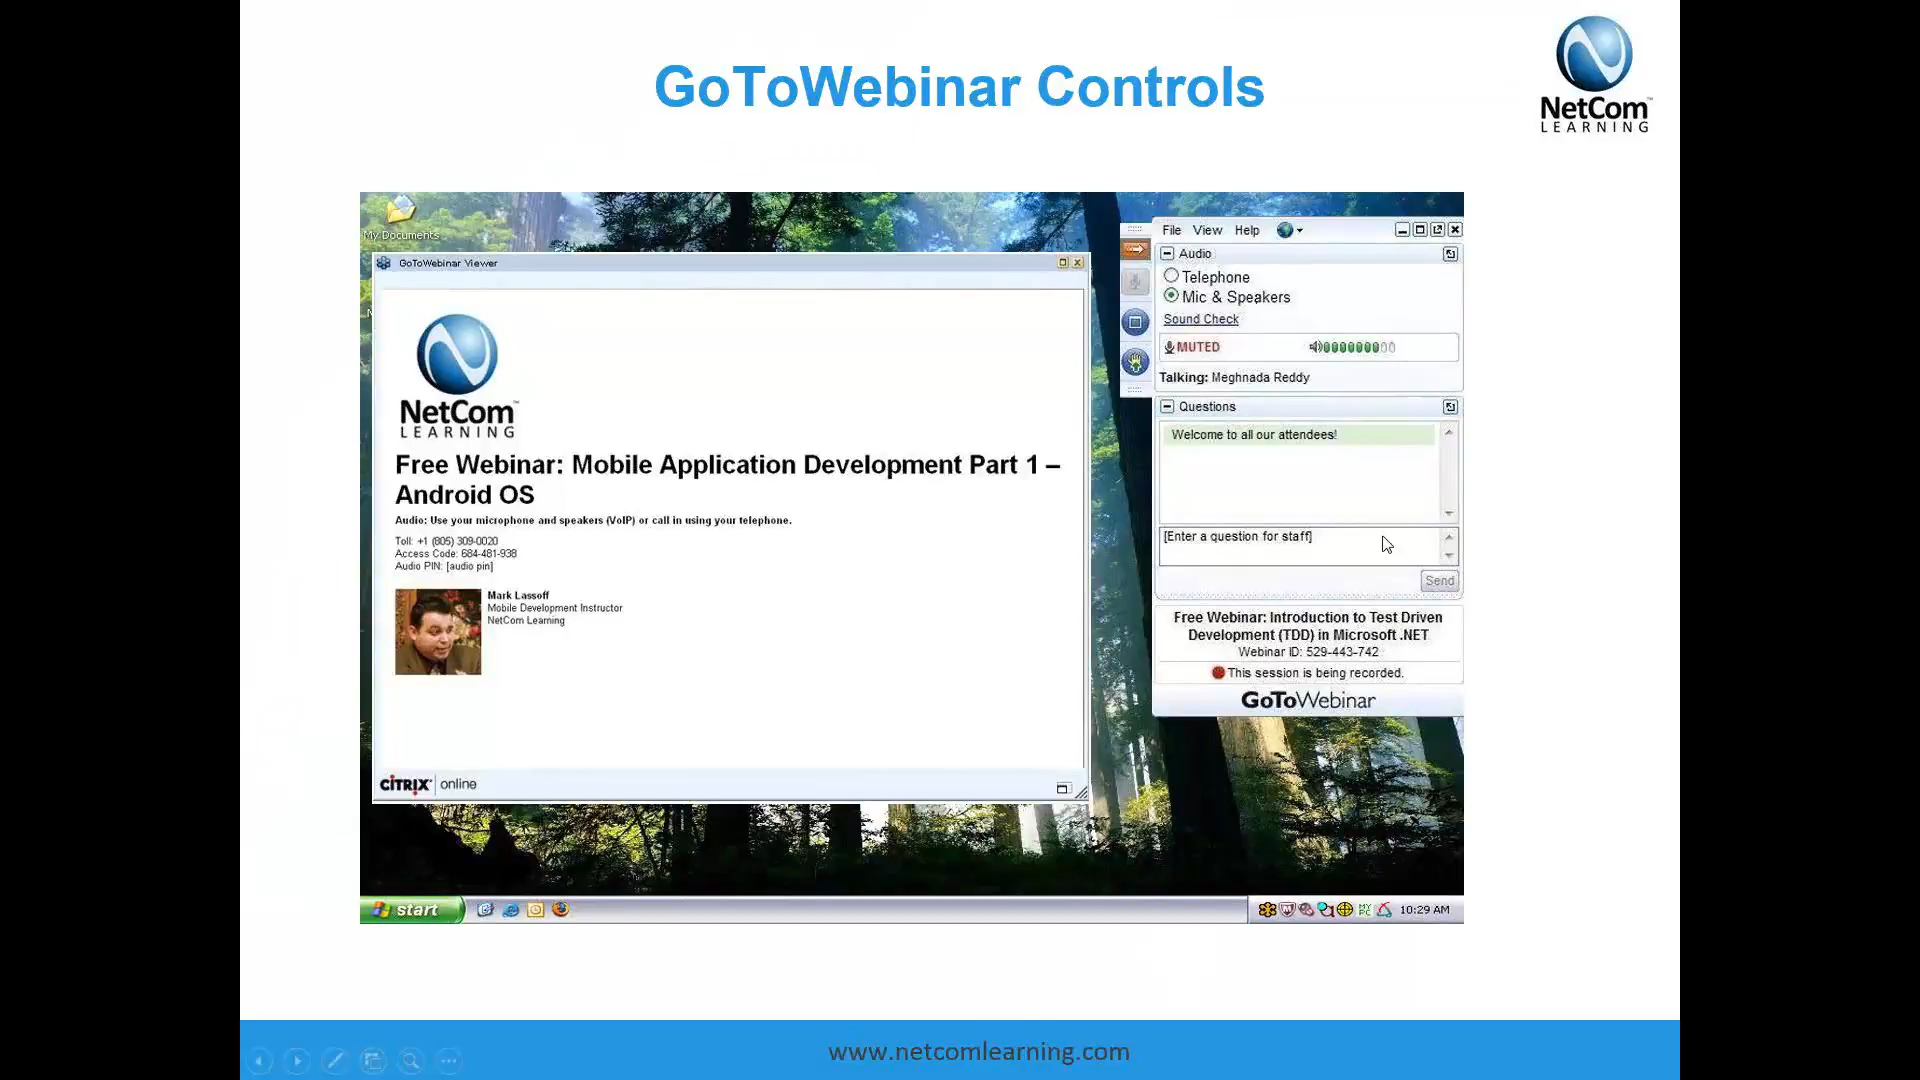 GoToWebinar Controls
NetCom™
LEARNING
My Documents
GoToWebinar Viewer
NetCom™
LEARNING
Free Webinar: Mobile Application Development Part 1 –
Android OS
Audio: Use your microphone and speakers (VoIP) or call in using your telephone.
Toll: +1 (805) 309-0020
Access Code: 684-481-938
Audio PIN: [audio pin]
Mark Lassoff
Mobile Development Instructor
NetCom Learning
CITRIX® online
File View Help
Audio
Telephone
Mic & Speakers
Sound Check
MUTED
Talking: Meghnada Reddy
Questions
Welcome to all our attendees!
[Enter a question for staff]
Send
Free Webinar: Introduction to Test Driven
Development (TDD) in Microsoft .NET
Webinar ID: 529-443-742
This session is being recorded.
GoToWebinar
start
MY
PC
10:29 AM
www.netcomlearning.com